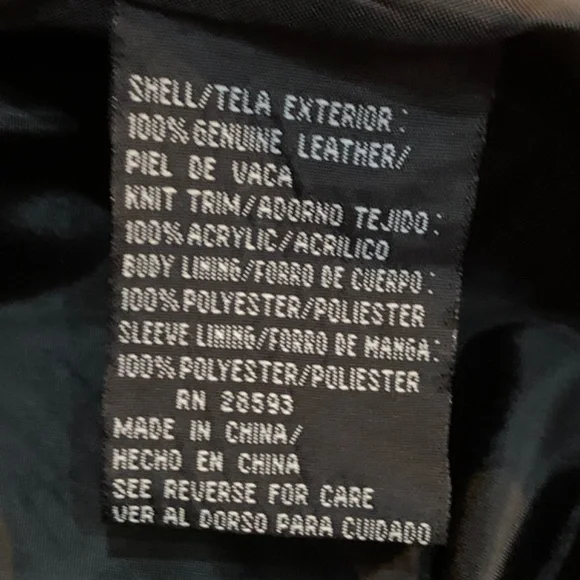 SHELL/TELA EXTERIOR:
100% GENUINE LEATHER/
PIEL DE VACA
KNIT TRIM/ADORNO TEJIDO:
100% ACRYLIC/ACRILICO
BODY LINING/FORRO DE CUERPO:
100% POLYESTER/POLIESTER
SLEEVE LINING/FORRO DE MANGA:
100% POLYESTER/POLIESTER
RN 28593
MADE IN CHINA/
HECHO EN CHINA
SEE REVERSE FOR CARE
VER AL DORSO PARA CUIDADO